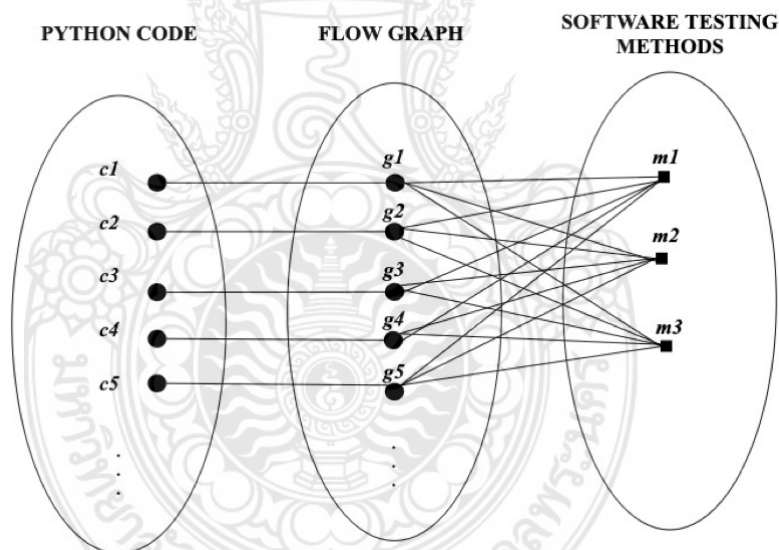 PYTHON CODE
FLOW GRAPH
SOFTWARE TESTING
METHODS
c1
g1
m1
c2
g2
m2
c3
g3
c4
g4
m3
c5
g5